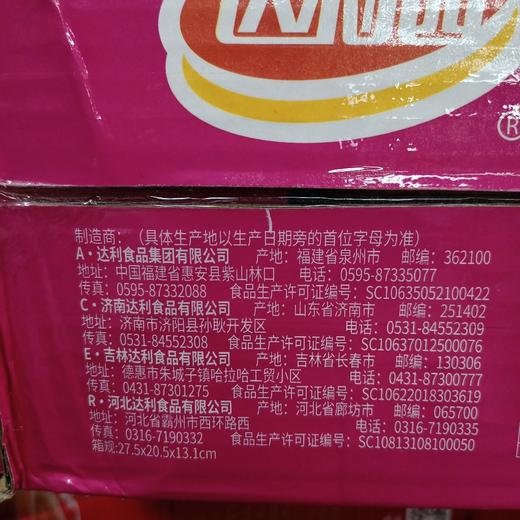 ®
制造商：（具体生产地以生产日期旁的首位字母为准）
A·达利食品集团有限公司 产地：福建省泉州市 邮编：362100
地址：中国福建省惠安县紫山林口 电话：0595-87335077
传真：0595-87332088 食品生产许可证编号：SC10635052100422
C·济南达利食品有限公司 产地：山东省济南市 邮编：251402
地址：济南市济阳县孙耿开发区 电话：0531-84552309
传真：0531-84552308 食品生产许可证编号：SC10637012500076
E·吉林达利食品有限公司 产地：吉林省长春市 邮编：130306
地址：德惠市朱城子镇哈拉哈工贸小区 电话：0431-87300777
传真：0431-87301275 食品生产许可证编号：SC10622018303619
R·河北达利食品有限公司 产地：河北省廊坊市 邮编：065700
地址：河北省霸州市西环路西 电话：0316-7190335
传真：0316-7190332 食品生产许可证编号：SC10813108100050
箱规:27.5x20.5x13.1cm